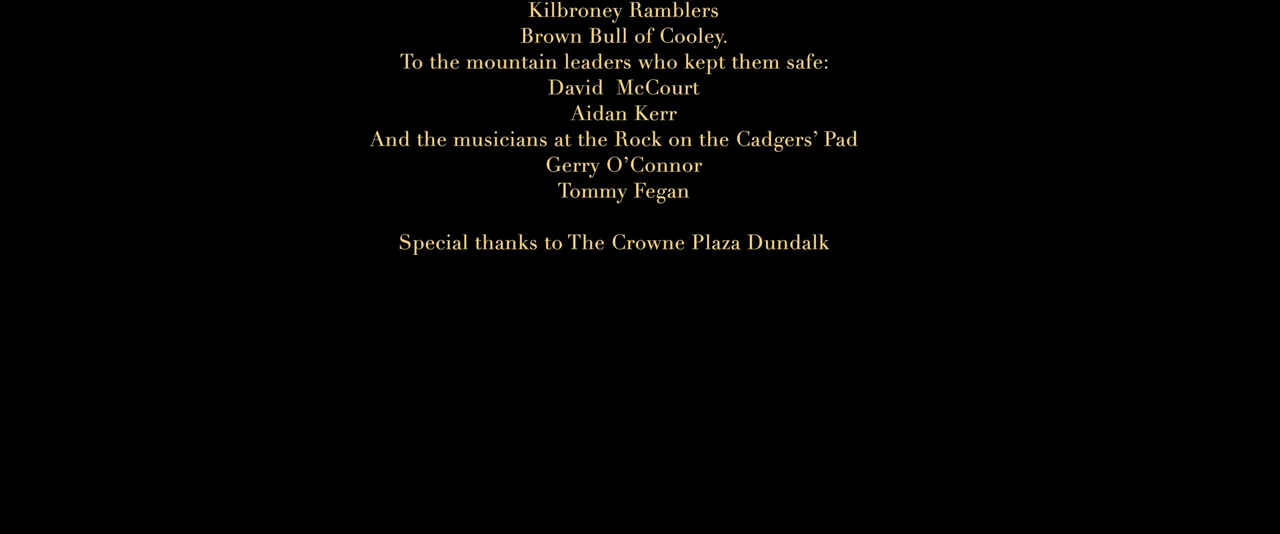 Kilbroney Ramblers
Brown Bull of Cooley.
To the mountain leaders who kept them safe:
David  McCourt
Aidan Kerr
And the musicians at the Rock on the Cadgers’ Pad
Gerry O’Connor
Tommy Fegan
Special thanks to The Crowne Plaza Dundalk